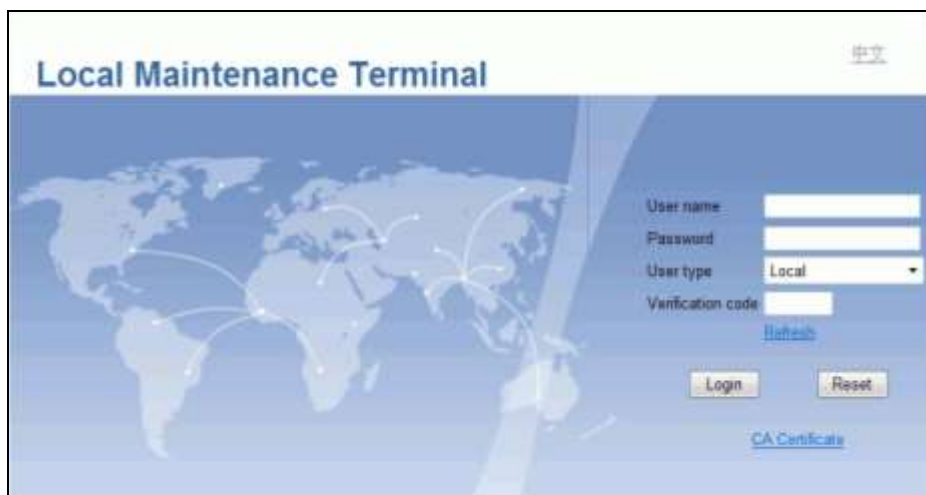 中文
Local Maintenance Terminal
User name
Password
User type Local
Verification code
Refresh
Login Reset
CA Certificate